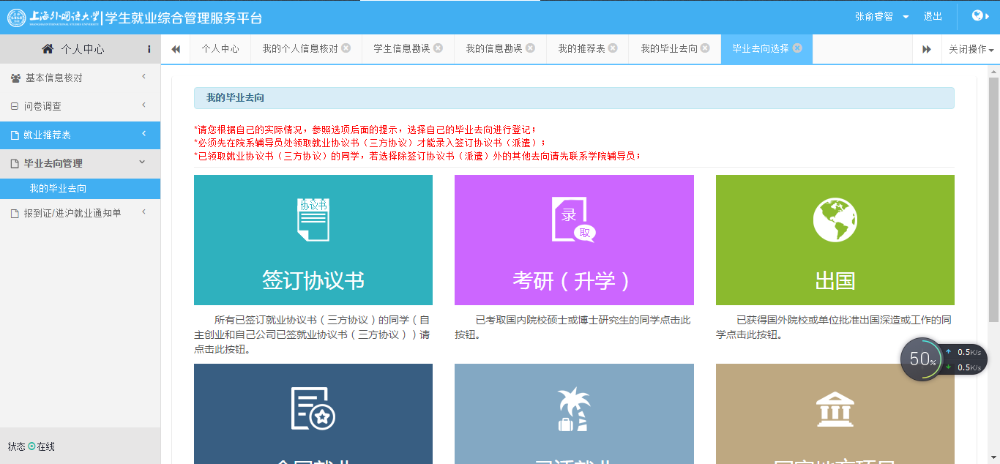 上海外国语大学
SHANGHAI INTERNATIONAL STUDIES UNIVERSITY
学生就业综合管理服务平台
张俞睿智
退出
个人中心
个人中心
我的个人信息核对
学生信息勘误
我的信息勘误
我的推荐表
我的毕业去向
毕业去向选择
关闭操作
基本信息核对
问卷调查
就业推荐表
毕业去向管理
我的毕业去向
报到证/进沪就业通知单
状态 在线
我的毕业去向
*请您根据自己的实际情况，参照选项后面的提示，选择自己的毕业去向进行登记；
*必须先在院系辅导员处领取就业协议书（三方协议）才能录入签订协议书（派遣）；
*已领取就业协议书（三方协议）的同学，若选择除签订协议书（派遣）外的其他去向请先联系学院辅导员；
协议书
签订协议书
所有已签订就业协议书（三方协议）的同学（自
主创业和自己公司已签就业协议书（三方协议））请
点击此按钮。
录
取
考研（升学）
已考取国内院校硕士或博士研究生的同学点击此
按钮。
出国
已获得国外院校或单位批准出国深造或工作的同
学点击此按钮。
50%
0.5K/s
0.5K/s